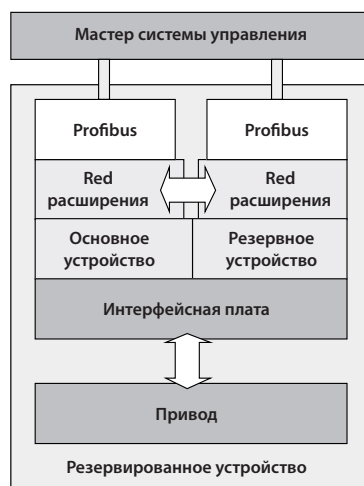 Мастер системы управления
Profibus
Profibus
Red
расширения
Red
расширения
Основное
устройство
Резервное
устройство
Интерфейсная плата
Привод
Резервированное устройство